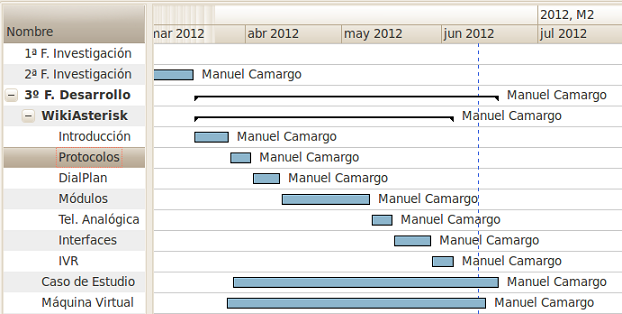 2012, M2
Nombre
mar 2012 abr 2012 may 2012 jun 2012 jul 2012
1ª F. Investigación
2ª F. Investigación Manuel Camargo
3º F. Desarrollo Manuel Camargo
WikiAsterisk Manuel Camargo
Introducción Manuel Camargo
Protocolos Manuel Camargo
DialPlan Manuel Camargo
Módulos Manuel Camargo
Tel. Analógica Manuel Camargo
Interfaces Manuel Camargo
IVR Manuel Camargo
Caso de Estudio Manuel Camargo
Máquina Virtual Manuel Camargo